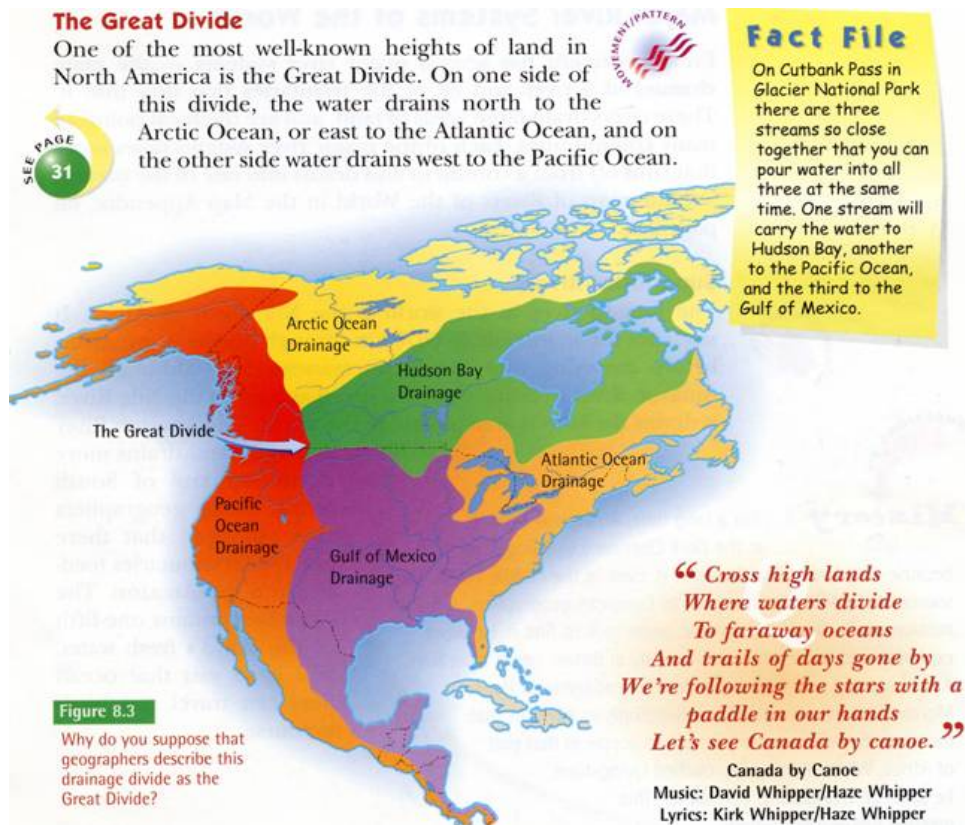 The Great Divide
One of the most well-known heights of land in
North America is the Great Divide. On one side of
this divide, the water drains north to the
Arctic Ocean, or east to the Atlantic Ocean, and on
the other side water drains west to the Pacific Ocean.
SEE PAGE
31
MOVEMENT/PATTERN
Fact File
On Cutbank Pass in
Glacier National Park
there are three
streams so close
together that you can
pour water into all
three at the same
time. One stream will
carry the water to
Hudson Bay, another
to the Pacific Ocean,
and the third to the
Gulf of Mexico.
Arctic Ocean
Drainage
Hudson Bay
Drainage
The Great Divide
Atlantic Ocean
Drainage
Pacific
Ocean
Drainage
Gulf of Mexico
Drainage
“ Cross high lands
Where waters divide
To faraway oceans
And trails of days gone by
We're following the stars with a
paddle in our hands
Let's see Canada by canoe. ”
Canada by Canoe
Music: David Whipper/Haze Whipper
Lyrics: Kirk Whipper/Haze Whipper
Figure 8.3
Why do you suppose that
geographers describe this
drainage divide as the
Great Divide?